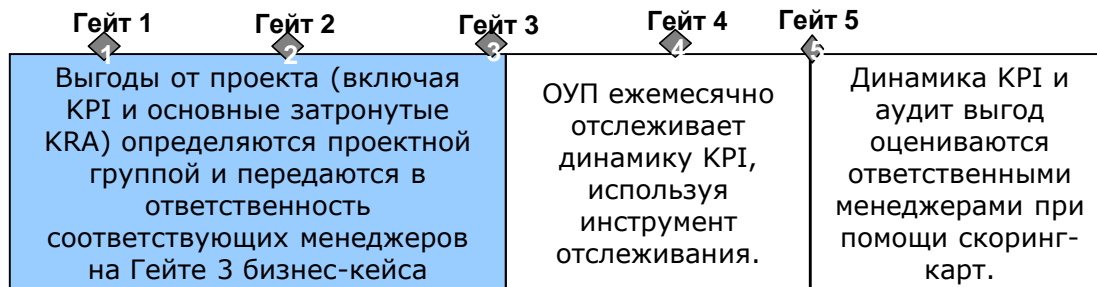 Гейт 1 Гейт 2 Гейт 3 Гейт 4 Гейт 5
1 2 3 4 5
Выгоды от проекта (включая
KPI и основные затронутые
KRA) определяются проектной
группой и передаются в
ответственность
соответствующих менеджеров
на Гейте 3 бизнес-кейса
ОУП ежемесячно
отслеживает
динамику KPI,
используя
инструмент
отслеживания.
Динамика KPI и
аудит выгод
оцениваются
ответственными
менеджерами при
помощи скоринг-
карт.